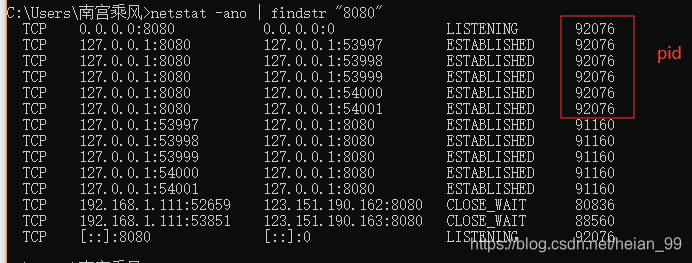 C:\Users\南宫乘风>netstat -ano | findstr "8080"
TCP 0.0.0.0:8080 0.0.0.0:0 LISTENING 92076
TCP 127.0.0.1:8080 127.0.0.1:53997 ESTABLISHED 92076
TCP 127.0.0.1:8080 127.0.0.1:53998 ESTABLISHED 92076
TCP 127.0.0.1:8080 127.0.0.1:53999 ESTABLISHED 92076
TCP 127.0.0.1:8080 127.0.0.1:54000 ESTABLISHED 92076
TCP 127.0.0.1:8080 127.0.0.1:54001 ESTABLISHED 92076
pid
TCP 127.0.0.1:53997 127.0.0.1:8080 ESTABLISHED 91160
TCP 127.0.0.1:53998 127.0.0.1:8080 ESTABLISHED 91160
TCP 127.0.0.1:53999 127.0.0.1:8080 ESTABLISHED 91160
TCP 127.0.0.1:54000 127.0.0.1:8080 ESTABLISHED 91160
TCP 127.0.0.1:54001 127.0.0.1:8080 ESTABLISHED 91160
TCP 192.168.1.111:52659 123.151.190.162:8080 CLOSE_WAIT 80836
TCP 192.168.1.111:53851 123.151.190.163:8080 CLOSE_WAIT 88560
TCP [::]:8080 [::]:0 LISTENING 92076
https://blog.csdn.net/heian_99